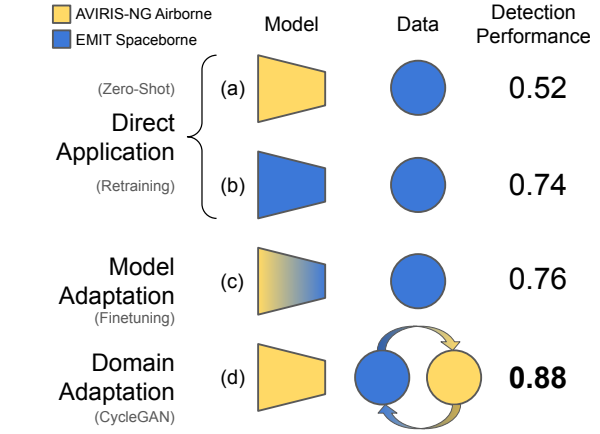 AVIRIS-NG Airborne
EMIT Spaceborne
Model
Data
Detection
Performance
(Zero-Shot)
(a)
0.52
Direct
Application
(Retraining)
(b)
0.74
Model
Adaptation
(Finetuning)
(c)
0.76
Domain
Adaptation
(CycleGAN)
(d)
0.88